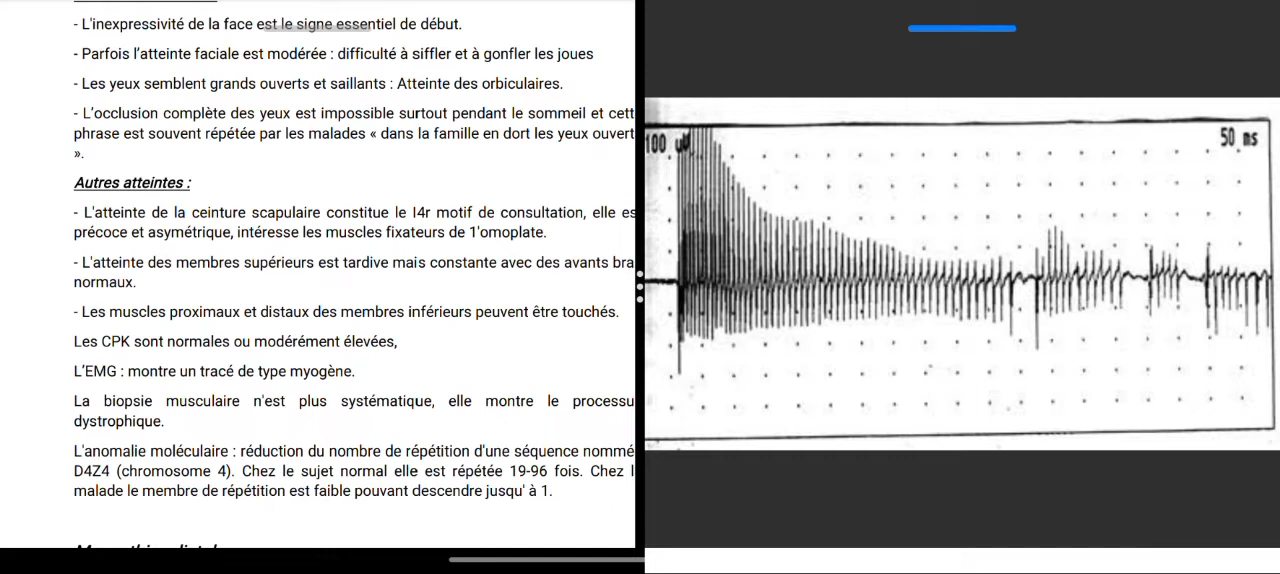 - L'inexpressivité de la face est le signe essentiel de début.
- Parfois l'atteinte faciale est modérée : difficulté à siffler et à gonfler les joues
- Les yeux semblent grands ouverts et saillants : Atteinte des orbiculaires.
- L'occlusion complète des yeux est impossible surtout pendant le sommeil et cett
phrase est souvent répétée par les malades « dans la famille en dort les yeux ouvert
».
Autres atteintes :
- L'atteinte de la ceinture scapulaire constitue le I4r motif de consultation, elle es
précoce et asymétrique, intéresse les muscles fixateurs de 1'omoplate.
- L'atteinte des membres supérieurs est tardive mais constante avec des avants bra
normaux.
- Les muscles proximaux et distaux des membres inférieurs peuvent être touchés.
Les CPK sont normales ou modérément élevées,
L'EMG : montre un tracé de type myogène.
La biopsie musculaire n'est plus systématique, elle montre le processu
dystrophique.
L'anomalie moléculaire : réduction du nombre de répétition d'une séquence nommé
D4Z4 (chromosome 4). Chez le sujet normal elle est répétée 19-96 fois. Chez l
malade le membre de répétition est faible pouvant descendre jusqu' à 1.
100 uV
50 ms